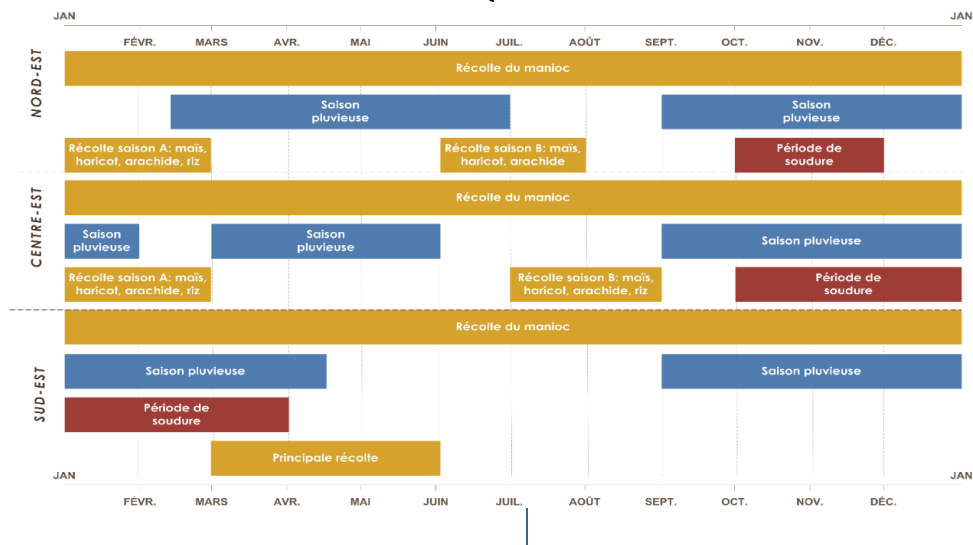 JAN JAN
FÉVR. MARS AVR. MAI JUIN JUIL. AOÛT SEPT. OCT. NOV. DÉC.
NORD-EST
Récolte du manioc
Saison
pluvieuse
Saison
pluvieuse
Récolte saison A: maïs,
haricot, arachide, riz
Récolte saison B: maïs,
haricot, arachide
Période de
soudure
CENTRE-EST
Récolte du manioc
Saison
pluvieuse
Saison
pluvieuse
Saison pluvieuse
Récolte saison A: maïs,
haricot, arachide, riz
Récolte saison B: maïs,
haricot, arachide, riz
Période de
soudure
SUD-EST
Récolte du manioc
Saison pluvieuse
Saison pluvieuse
Période de
soudure
Principale récolte
JAN JAN
FÉVR. MARS AVR. MAI JUIN JUIL. AOÛT SEPT. OCT. NOV. DÉC.